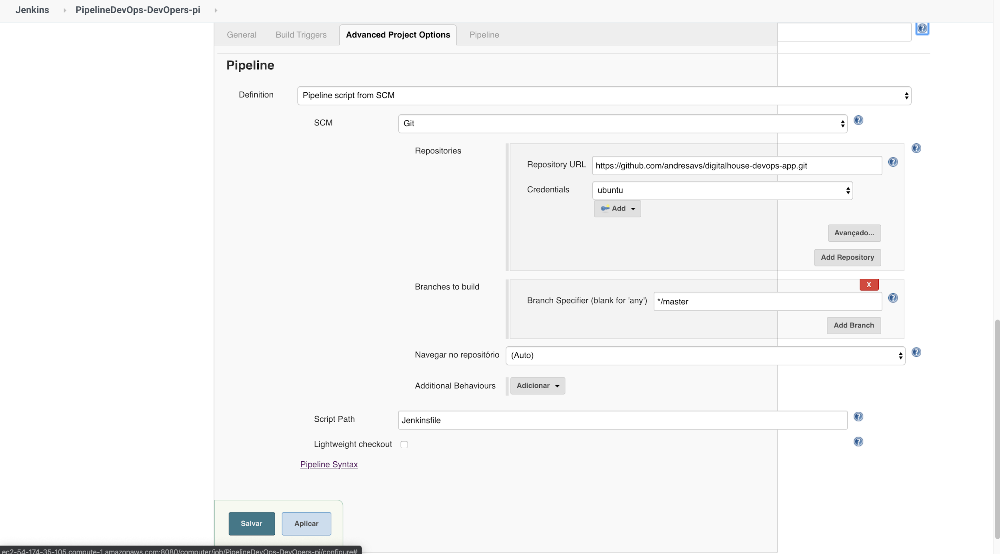 Jenkins PipelineDevOps-DevOpers-pi
General Build Triggers Advanced Project Options Pipeline
Pipeline
Definition Pipeline script from SCM
SCM Git
Repositories
Repository URL https://github.com/andresavs/digitalhouse-devops-app.git
Credentials ubuntu
Add
Avançado...
Add Repository
Branches to build
X
Branch Specifier (blank for 'any') */master
Add Branch
Navegar no repositório (Auto)
Additional Behaviours Adicionar
Script Path Jenkinsfile
Lightweight checkout
Pipeline Syntax
Salvar Aplicar
ec2-54-174-35-105.compute-1.amazonaws.com:8080/computer/job/PipelineDevOps-DevOpers-pi/configure#